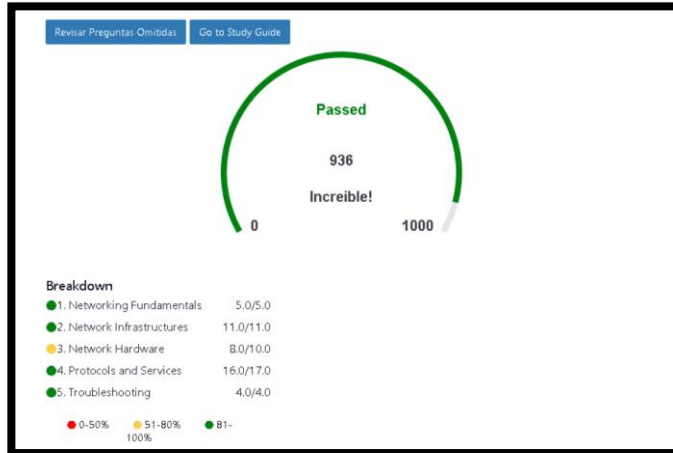 Revisar Preguntas Omitidas Go to Study Guide
Passed
936
Increible!
0 1000
Breakdown
1. Networking Fundamentals 5.0/5.0
2. Network Infrastructures 11.0/11.0
3. Network Hardware 8.0/10.0
4. Protocols and Services 16.0/17.0
5. Troubleshooting 4.0/4.0
0-50% 51-80% 81-
100%